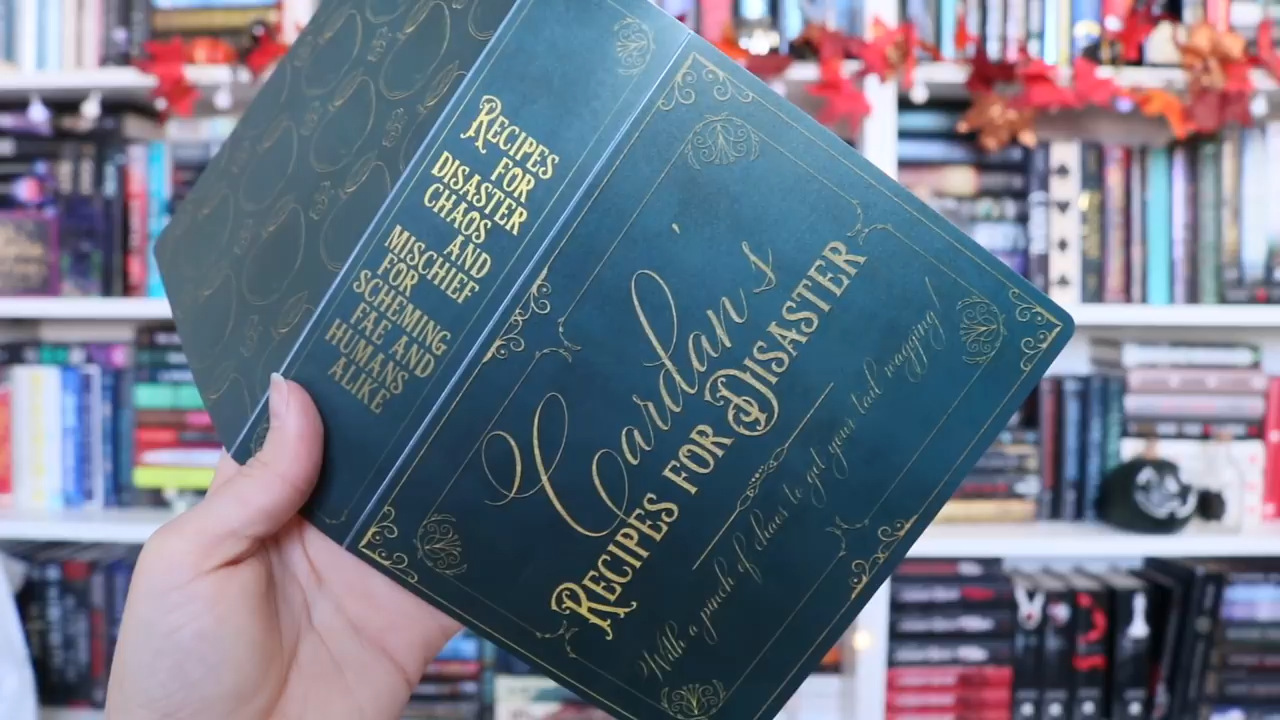 RECIPES
FOR
DISASTER
CHAOS
AND
MISCHIEF
FOR
SCHEMING
FAE AND
HUMANS
ALIKE
Cardan's
RECIPES FOR DISASTER
With a pinch of chaos to get your tail wagging!